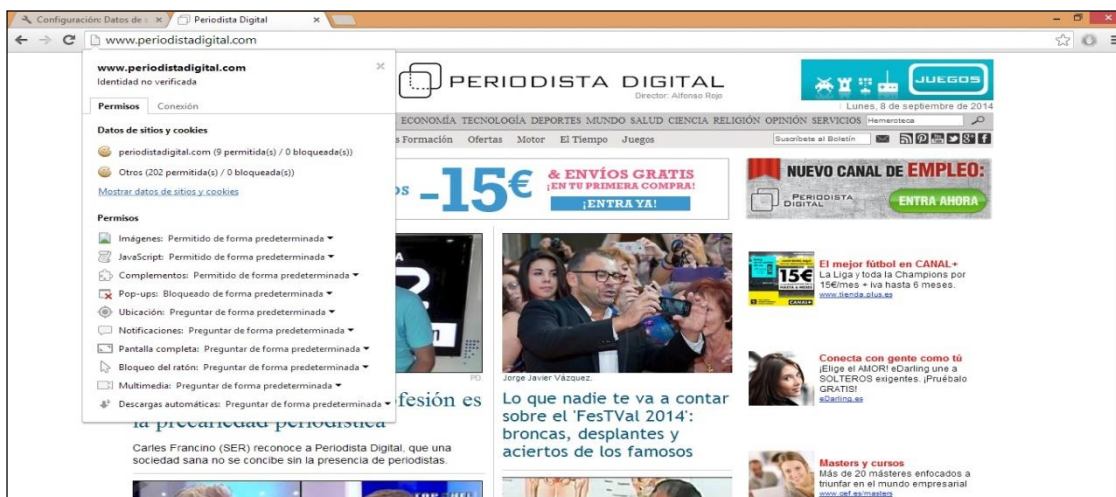 Configuración: Datos de s
Periodista Digital
www.periodistadigital.com
www.periodistadigital.com
Identidad no verificada
Permisos
Conexión
Datos de sitios y cookies
periodistadigital.com (9 permitida(s) / 0 bloqueada(s))
Otros (202 permitida(s) / 0 bloqueada(s))
Mostrar datos de sitios y cookies
Permisos
Imágenes: Permitido de forma predeterminada
JavaScript: Permitido de forma predeterminada
Complementos: Permitido de forma predeterminada
Pop-ups: Bloqueado de forma predeterminada
Ubicación: Preguntar de forma predeterminada
Notificaciones: Preguntar de forma predeterminada
Pantalla completa: Preguntar de forma predeterminada
Bloqueo del ratón: Preguntar de forma predeterminada
Multimedia: Preguntar de forma predeterminada
Descargas automáticas: Preguntar de forma predeterminada
PERIODISTA DIGITAL
Director: Alfonso Rojo
JUEGOS
Lunes, 8 de septiembre de 2014
ECONOMÍA TECNOLOGÍA DEPORTES MUNDO SALUD CIENCIA RELIGIÓN OPINIÓN SERVICIOS Hemeroteca
s Formación Ofertas Motor El Tiempo Juegos
Suscríbete al Boletín
os -15€
& ENVÍOS GRATIS
¡EN TU PRIMERA COMPRA!
¡ENTRA YA!
NUEVO CANAL DE EMPLEO:
PERIODISTA DIGITAL
ENTRA AHORA
PD.
fesión es
la precariedad periodística
Carles Francino (SER) reconoce a Periodista Digital, que una
sociedad sana no se concibe sin la presencia de periodistas.
Jorge Javier Vázquez.
Lo que nadie te va a contar
sobre el 'FesTVal 2014':
broncas, desplantes y
aciertos de los famosos
15€
CANAL+
El mejor fútbol en CANAL+
La Liga y toda la Champions por
15€/mes + iva hasta 6 meses.
www.tienda.plus.es
Conecta con gente como tú
¡Elige el AMOR! eDarling une a
SOLTEROS exigentes. ¡Pruébalo
GRATIS!
eDarling.es
Masters y cursos
Más de 20 másteres enfocados a
triunfar en el mundo empresarial
www.cef.es/masters